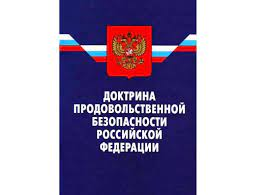 ДОКТРИНА
ПРОДОВОЛЬСТВЕННОЙ
БЕЗОПАСНОСТИ
РОССИЙСКОЙ
ФЕДЕРАЦИИ